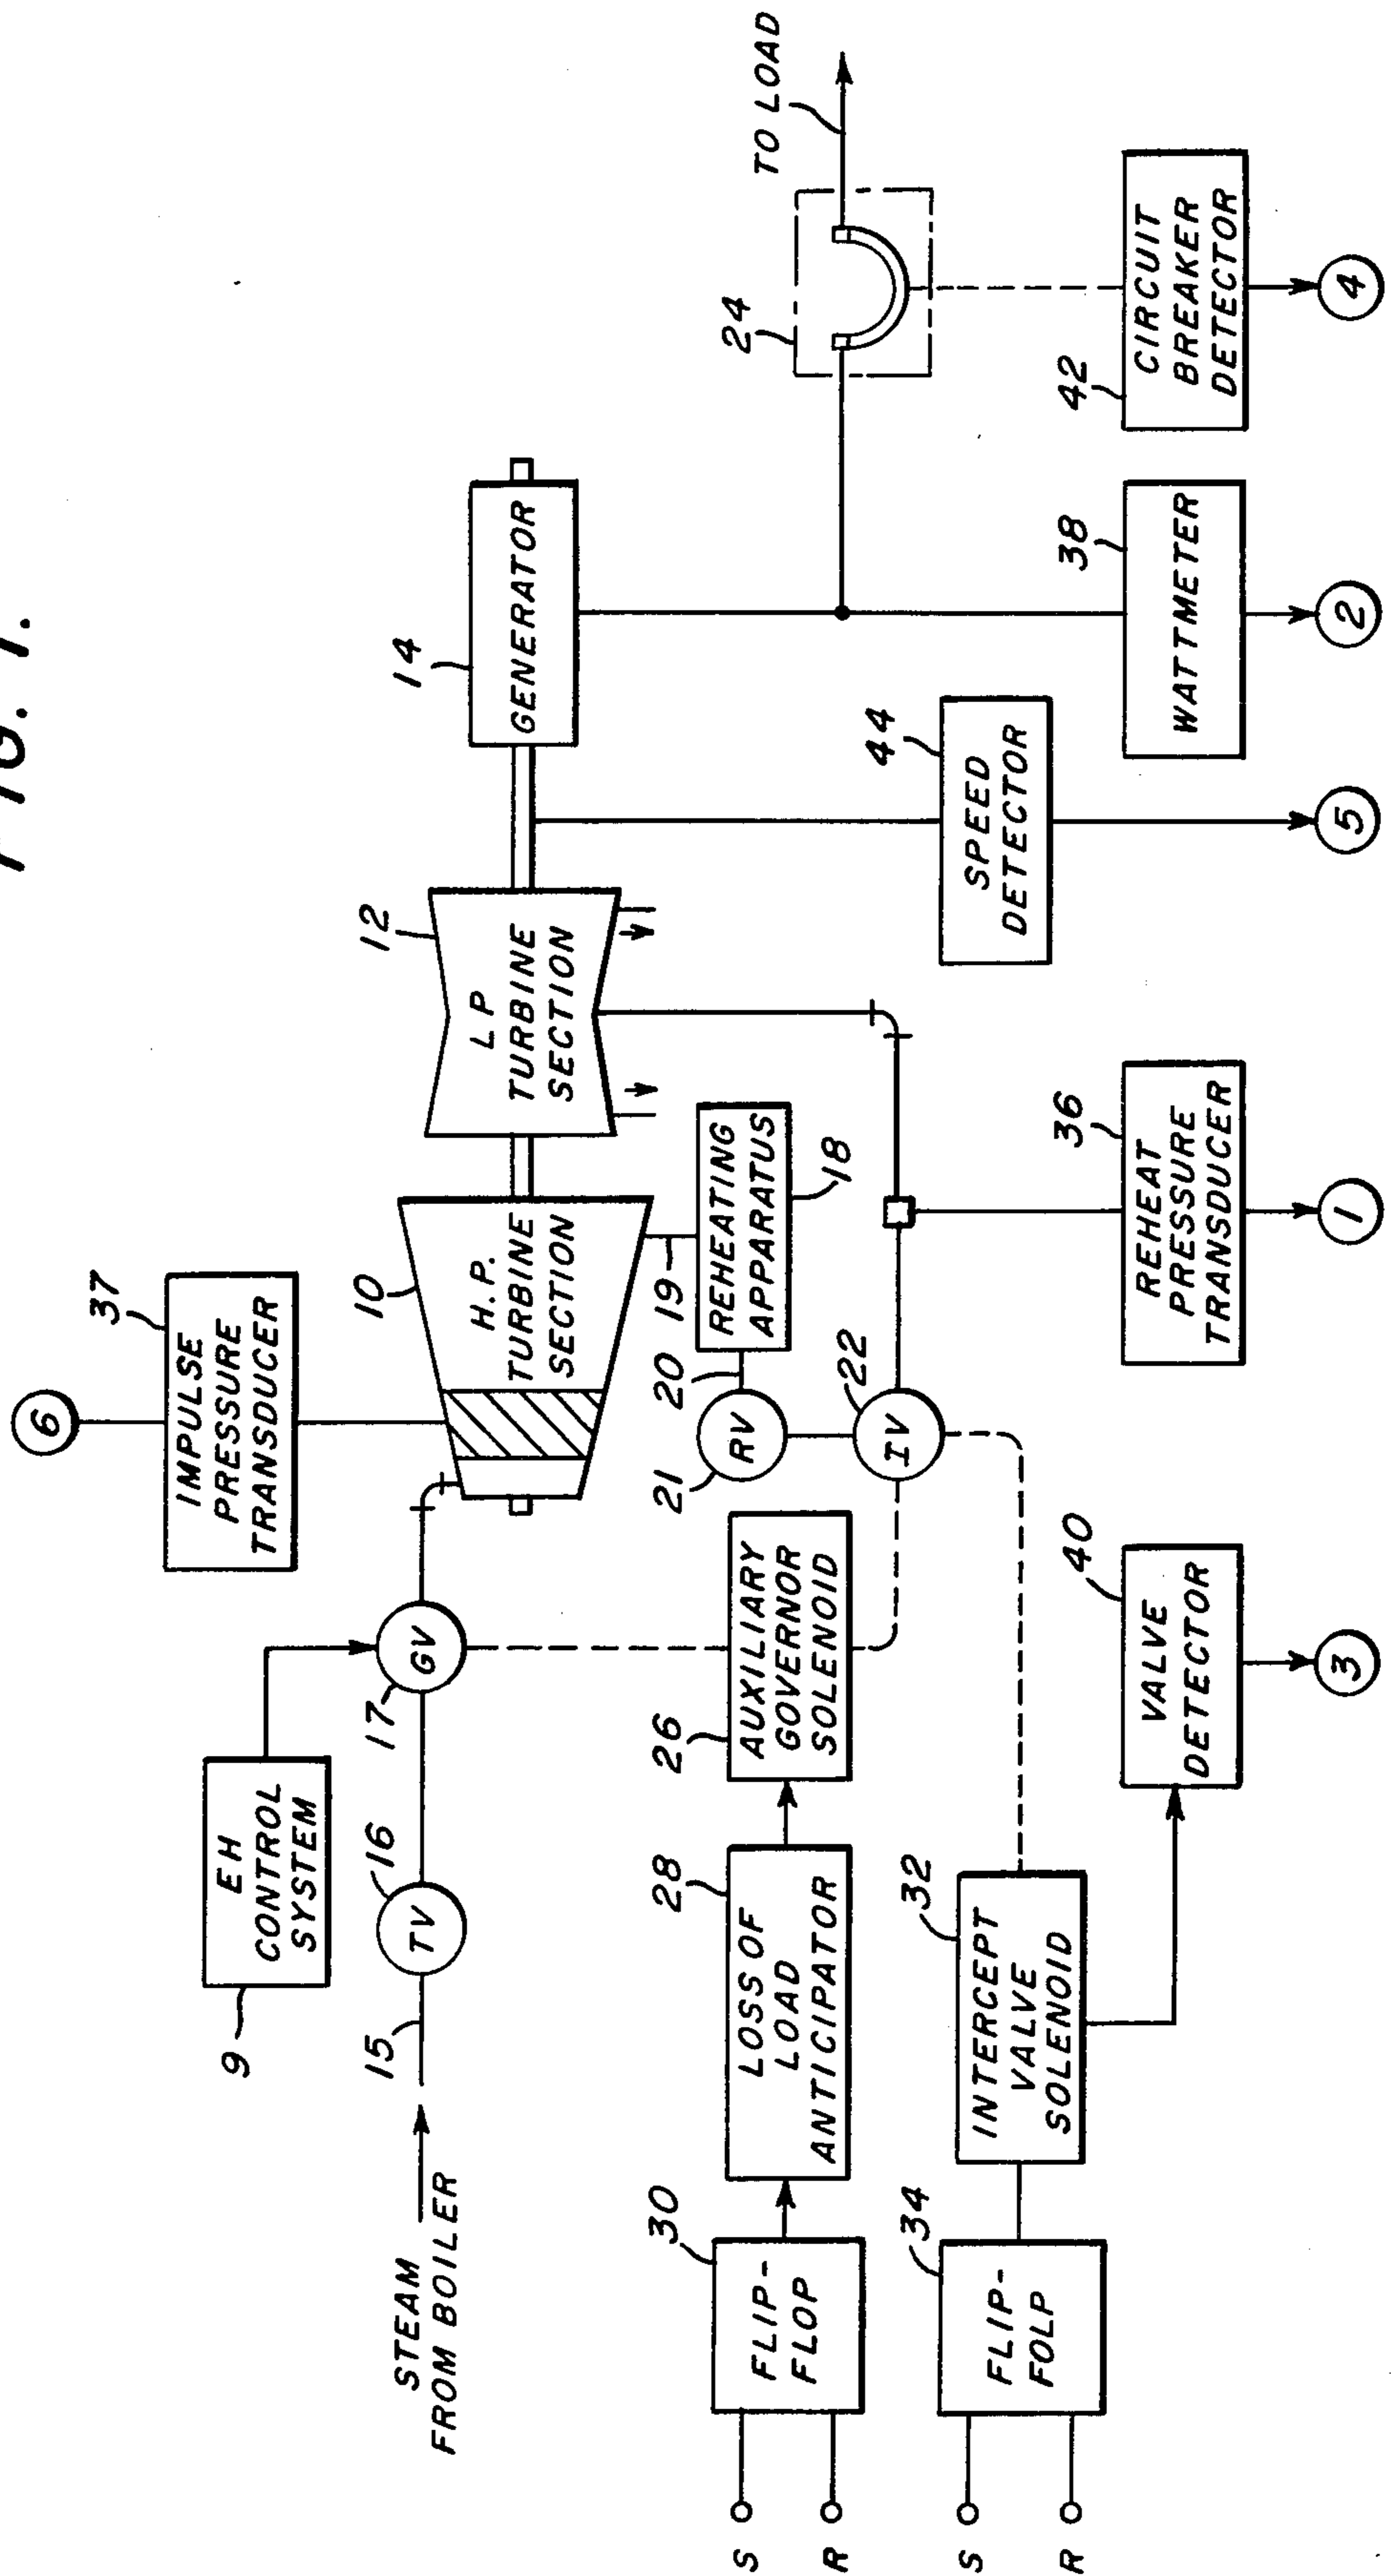 FIG. 1.
6
37
IMPULSE
PRESSURE
TRANSDUCER
EH
CONTROL
SYSTEM
9
STEAM
FROM BOILER
15
TV
16
GV
17
10
H.P.
TURBINE
SECTION
12
LP
TURBINE
SECTION
14
GENERATOR
19
REHEATING
APPARATUS
18
20
RV
21
IV
22
24
TO LOAD
S
R
FLIP-
FLOP
30
LOSS OF
LOAD
ANTICIPATOR
28
AUXILIARY
GOVERNOR
SOLENOID
26
S
R
FLIP-
FOLP
34
INTERCEPT
VALVE
SOLENOID
32
VALVE
DETECTOR
40
3
REHEAT
PRESSURE
TRANSDUCER
36
1
SPEED
DETECTOR
44
5
WATTMETER
38
2
CIRCUIT
BREAKER
DETECTOR
42
4